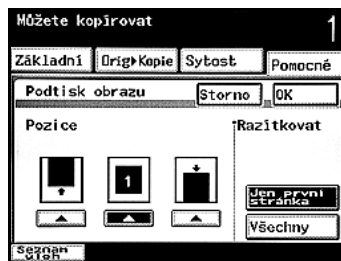 Můžete kopírovat 1
Základní Orig▸Kopie Sytost Pomocné
Podtisk obrazu Storno OK
Pozice Razítkovat
1
Jen první
stránka
Všechny
Seznam
úloh